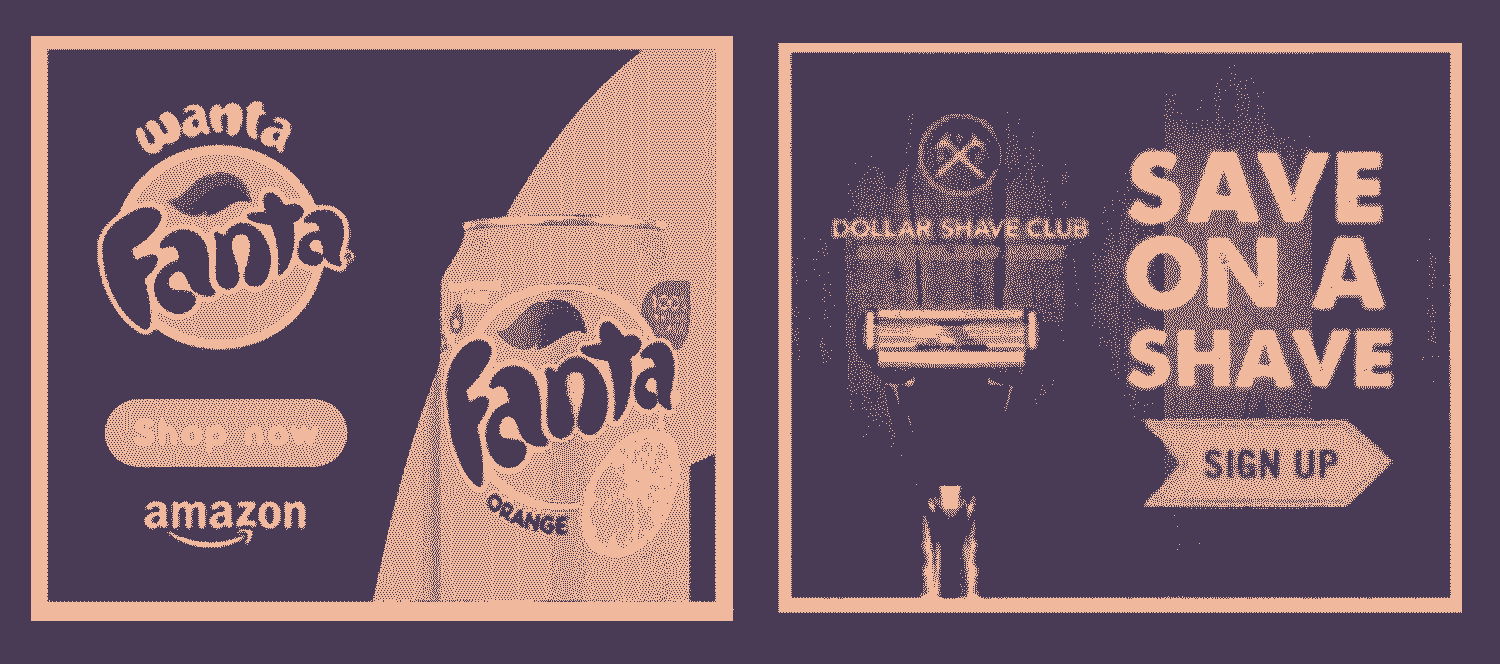 wanta
Fanta
Shop now
amazon
Fanta
ORANGE
DOLLAR SHAVE CLUB
SAVE
ON A
SHAVE
SIGN UP